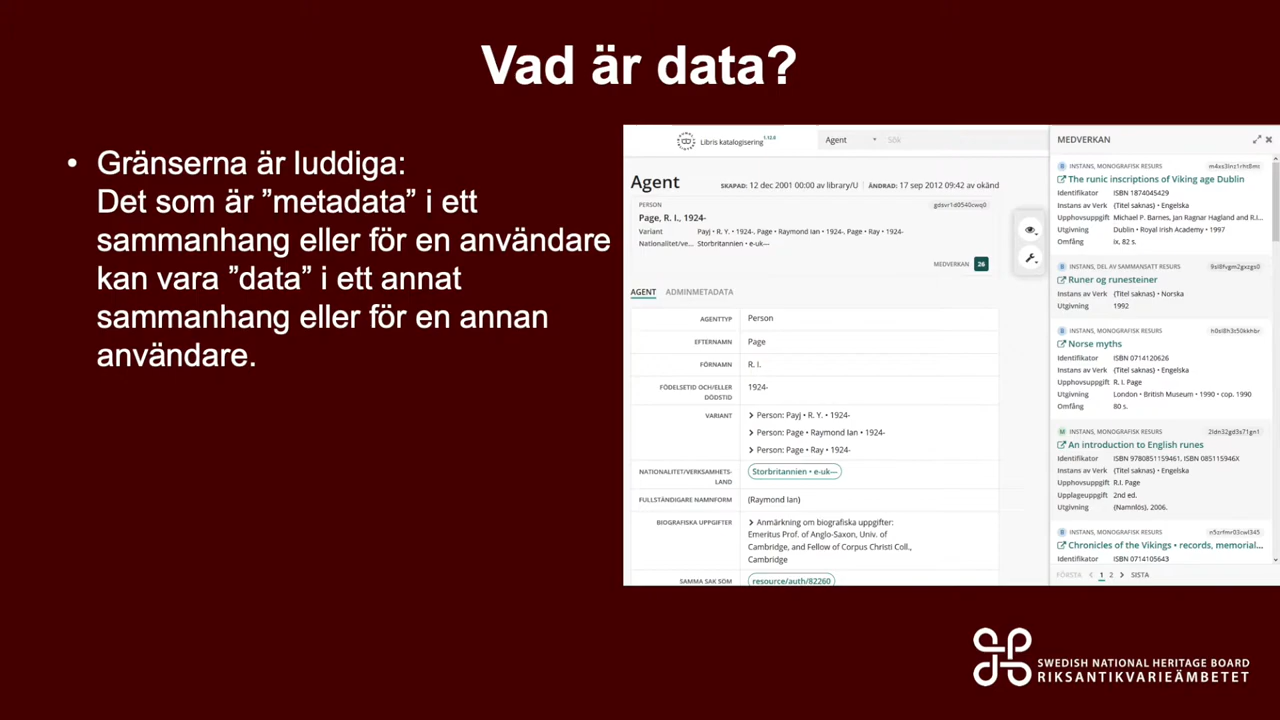 Vad är data?
• Gränserna är luddiga:
Det som är ”metadata” i ett
sammanhang eller för en användare
kan vara ”data” i ett annat
sammanhang eller för en annan
användare.
Libris katalogisering 1.12.6
Agent
Sök
Agent
SKAPAD: 12 dec 2001 00:00 av library/U | ÄNDRAD: 17 sep 2012 09:42 av okänd
PERSON
Page, R. I., 1924-
Variant Payj • R. Y. • 1924-. Page • Raymond Ian • 1924-. Page • Ray • 1924-
Nationalitet/ve... Storbritannien • e-uk---
MEDVERKAN 26
AGENT ADMINMETADATA
AGENTTYP Person
EFTERNAMN Page
FÖRNAMN R. I.
FÖDELSETID OCH/ELLER
DÖDSTID 1924-
VARIANT Person: Payj • R. Y. • 1924-
Person: Page • Raymond Ian • 1924-
Person: Page • Ray • 1924-
NATIONALITET/VERKSAMHETS-
LAND Storbritannien • e-uk---
FULLSTÄNDIGARE NAMNFORM (Raymond Ian)
BIOGRAFISKA UPPGIFTER Anmärkning om biografiska uppgifter:
Emeritus Prof. of Anglo-Saxon, Univ. of
Cambridge, and Fellow of Corpus Christi Coll.,
Cambridge
SAMMA SAK SOM resource/auth/82260
MEDVERKAN
B INSTANS, MONOGRAFISK RESURS
The runic inscriptions of Viking age Dublin
Identifikator ISBN 1874045429
Instans av Verk {Titel saknas} • Engelska
Upphovsuppgift Michael P. Barnes, Jan Ragnar Hagland and R.I...
Utgivning Dublin • Royal Irish Academy • 1997
Omfång ix, 82 s.
B INSTANS, DEL AV SAMMANSATT RESURS
Runer og runesteiner
Instans av Verk {Titel saknas} • Norska
Utgivning 1992
B INSTANS, MONOGRAFISK RESURS
Norse myths
Identifikator ISBN 0714120626
Instans av Verk {Titel saknas} • Engelska
Upphovsuppgift R. I. Page
Utgivning London • British Museum • 1990 • cop. 1990
Omfång 80 s.
M INSTANS, MONOGRAFISK RESURS 2ldn32gd3s71gn1
An introduction to English runes
Identifikator ISBN 9780851159461, ISBN 085115946X
Instans av Verk {Titel saknas} • Engelska
Upphovsuppgift R.I. Page
Upplageuppgift 2nd ed.
Utgivning (Namnlös), 2006.
B INSTANS, MONOGRAFISK RESURS
Chronicles of the Vikings • records, memorial...
Identifikator ISBN 0714105643
FÖRSTA < 1 2 > SISTA
SWEDISH NATIONAL HERITAGE BOARD
RIKSANTIKVARIEÄMBETET